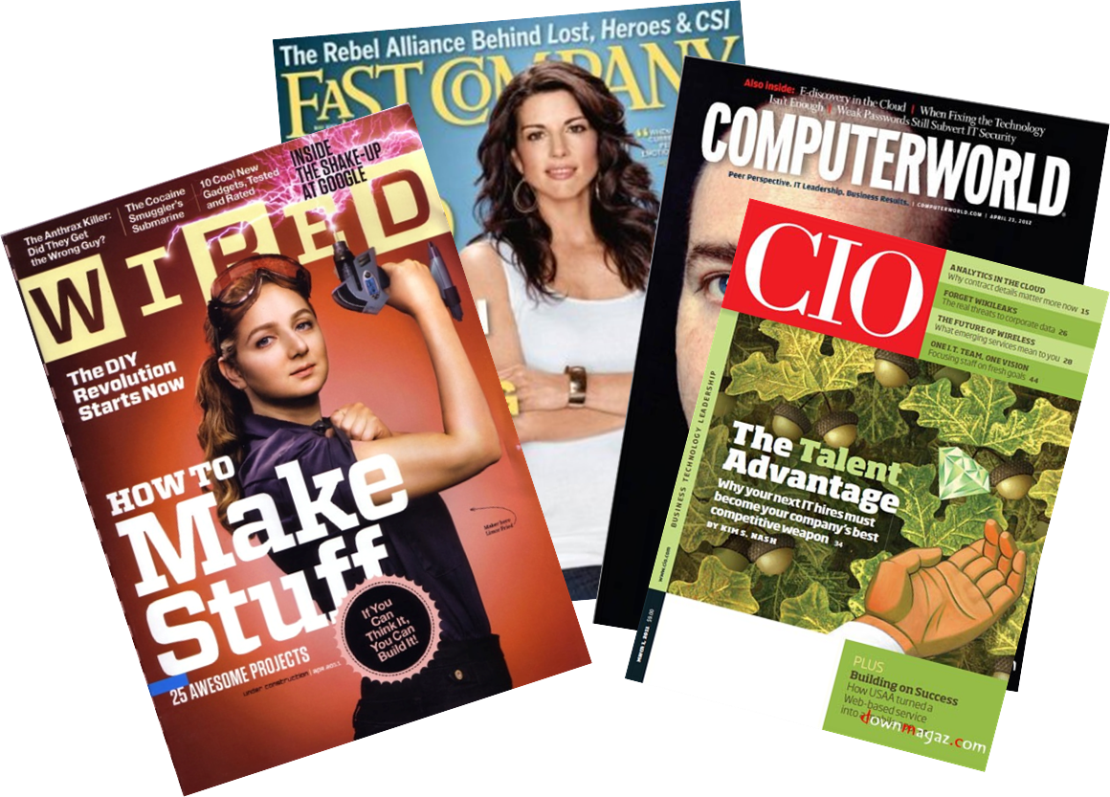 The Rebel Alliance Behind Lost, Heroes & CSI
FAST COMPANY
The Anthrax Killer:
Did They Get
the Wrong Guy?
The Cocaine
Smuggler's
Submarine
10 Cool New
Gadgets, Tested
and Rated
INSIDE
THE SHAKE-UP
AT GOOGLE
WIRED
The DIY
Revolution
Starts Now
HOW TO
Make
Stuff
25 AWESOME PROJECTS
under construction
If You
Can
Think It,
You Can
Build It!
Also inside: E-discovery in the Cloud | When Fixing the Technology
Isn't Enough | Weak Passwords Still Subvert IT Security
COMPUTERWORLD
Peer Perspective. IT Leadership. Business Results. | COMPUTERWORLD.COM | APRIL 23, 2012
CIO
ANALYTICS IN THE CLOUD
Why contract details matter more now 15
FORGET WIKILEAKS
The real threats to corporate data 26
THE FUTURE OF WIRELESS
What emerging services mean to you 28
ONE I.T. TEAM, ONE VISION
Focusing staff on fresh goals 44
BUSINESS TECHNOLOGY LEADERSHIP
www.cio.com
The Talent
Advantage
Why your next IT hires must
become your company's best
competitive weapon 34
BY KIM S. NASH
PLUS
Building on Success
How USAA turned a
Web-based service
into
downmagaz.com